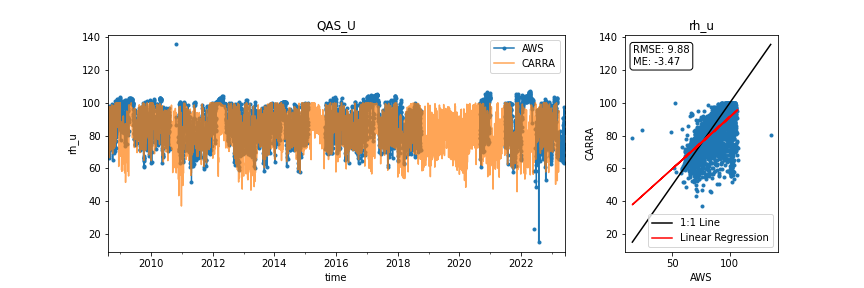 QAS_U
rh_u
140
120
100
80
60
40
20
2010
2012
2014
2016
2018
2020
2022
time
AWS
CARRA
rh_u
140
120
100
80
60
40
20
50
100
AWS
CARRA
RMSE: 9.88
ME: -3.47
1:1 Line
Linear Regression